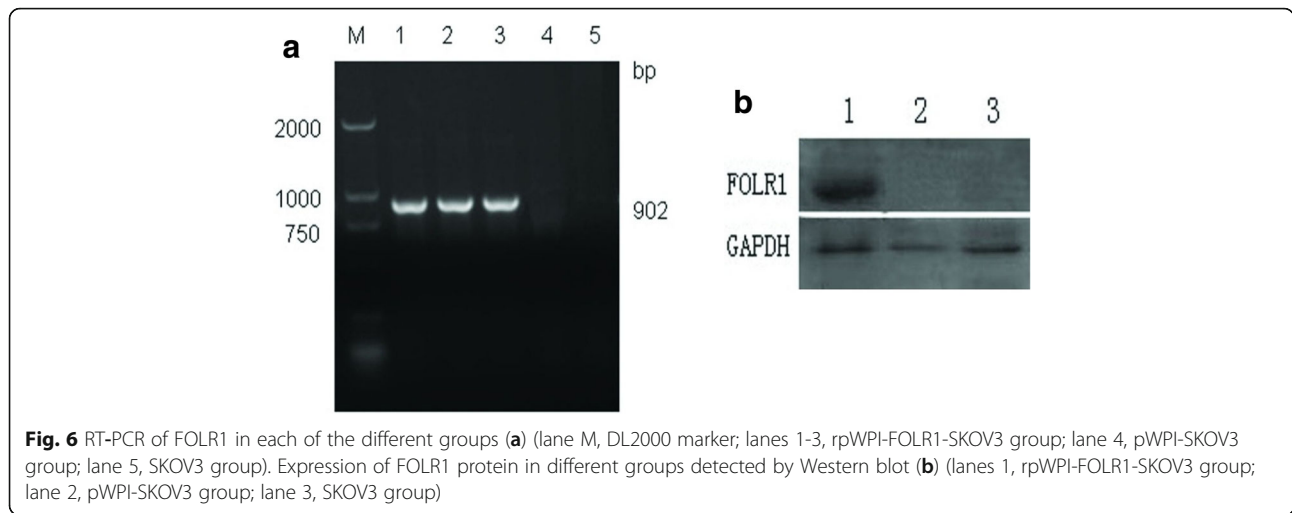 a
M 1 2 3 4 5
bp
2000
1000
750
902
b
1 2 3
FOLR1
GAPDH
Fig. 6 RT-PCR of FOLR1 in each of the different groups (a) (lane M, DL2000 marker; lanes 1-3, rpWPI-FOLR1-SKOV3 group; lane 4, pWPI-SKOV3
group; lane 5, SKOV3 group). Expression of FOLR1 protein in different groups detected by Western blot (b) (lanes 1, rpWPI-FOLR1-SKOV3 group;
lane 2, pWPI-SKOV3 group; lane 3, SKOV3 group)